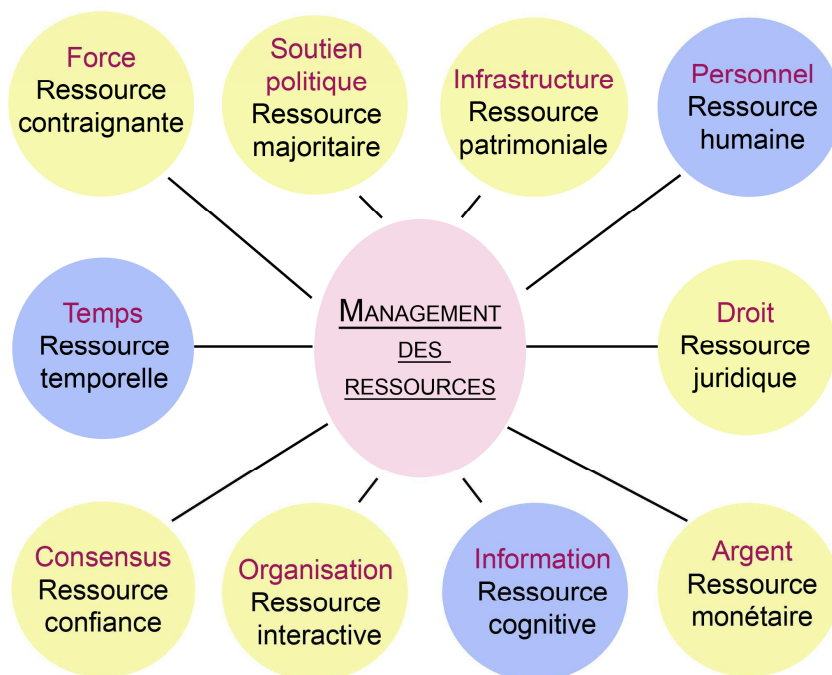 Force
Ressource
contraignante
Soutien
politique
Ressource
majoritaire
Infrastructure
Ressource
patrimoniale
Personnel
Ressource
humaine
Temps
Ressource
temporelle
MANAGEMENT
DES
RESSOURCES
Droit
Ressource
juridique
Consensus
Ressource
confiance
Organisation
Ressource
interactive
Information
Ressource
cognitive
Argent
Ressource
monétaire